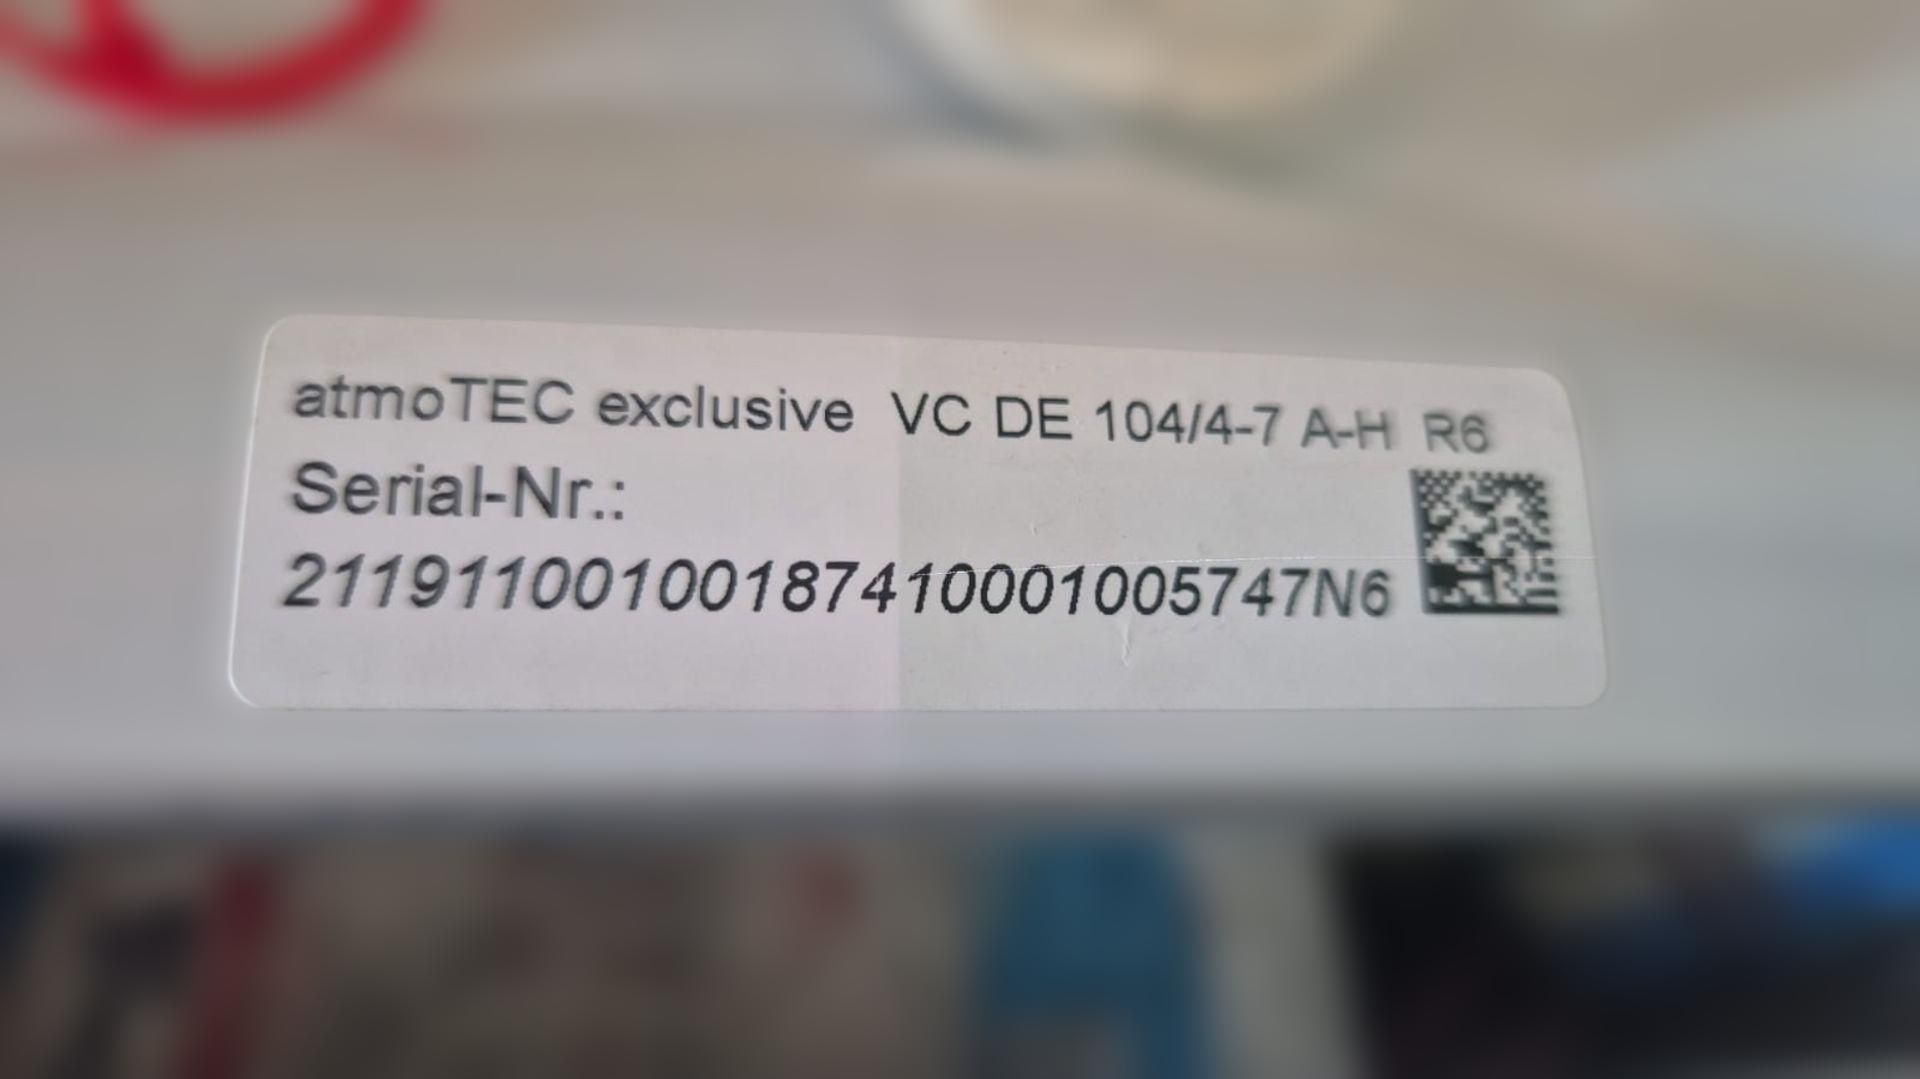 atmoTEC exclusive VC DE 104/4-7 A-H R6
Serial-Nr.:
21191100100187410001005747N6